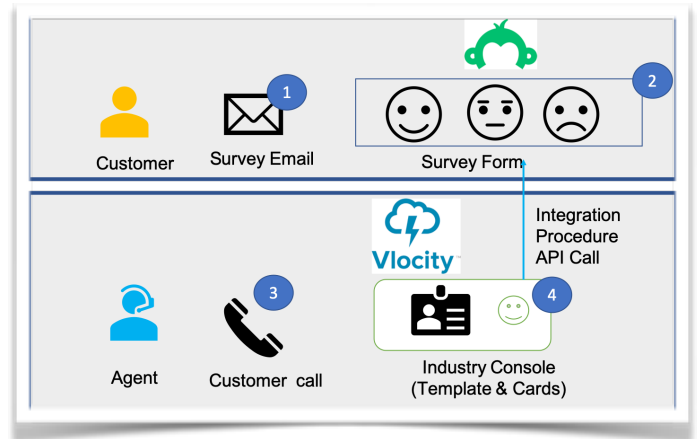 1
2
Customer
Survey Email
Survey Form
Integration
Procedure
API Call
Vlocity
3
4
Agent
Customer call
Industry Console
(Template & Cards)